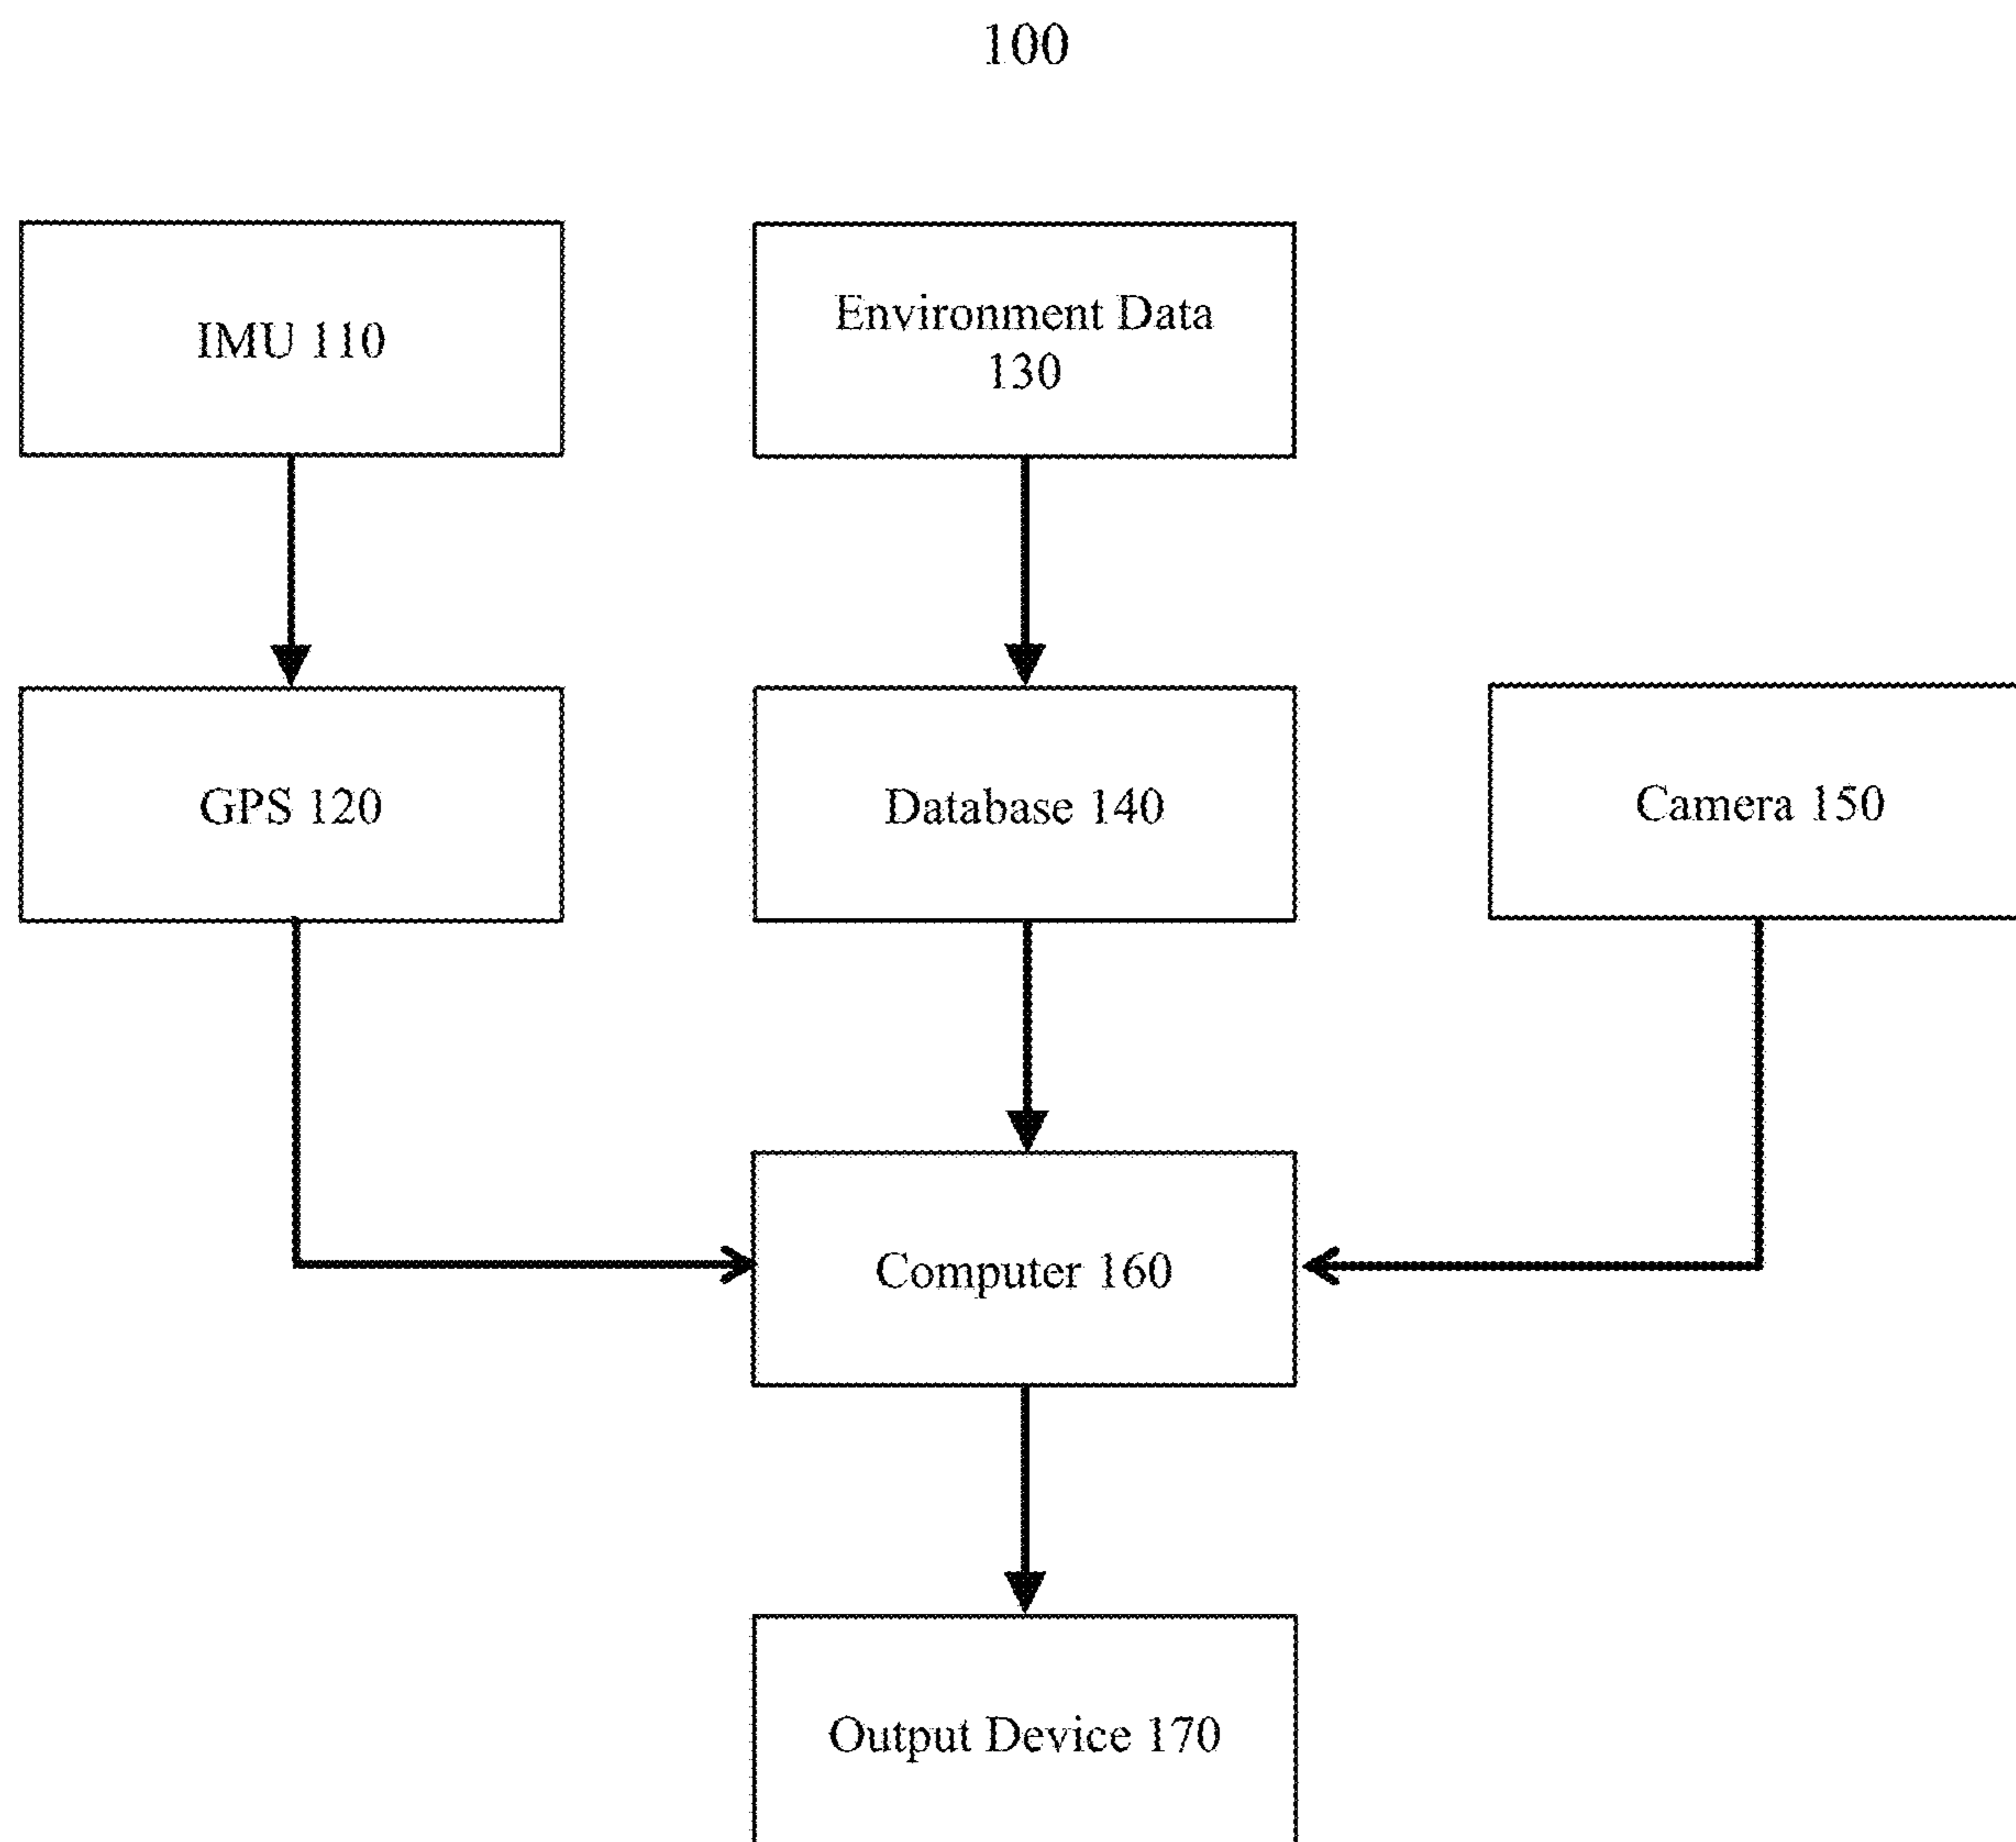 100
IMU 110
Environment Data
130
GPS 120
Database 140
Camera 150
Computer 160
Output Device 170